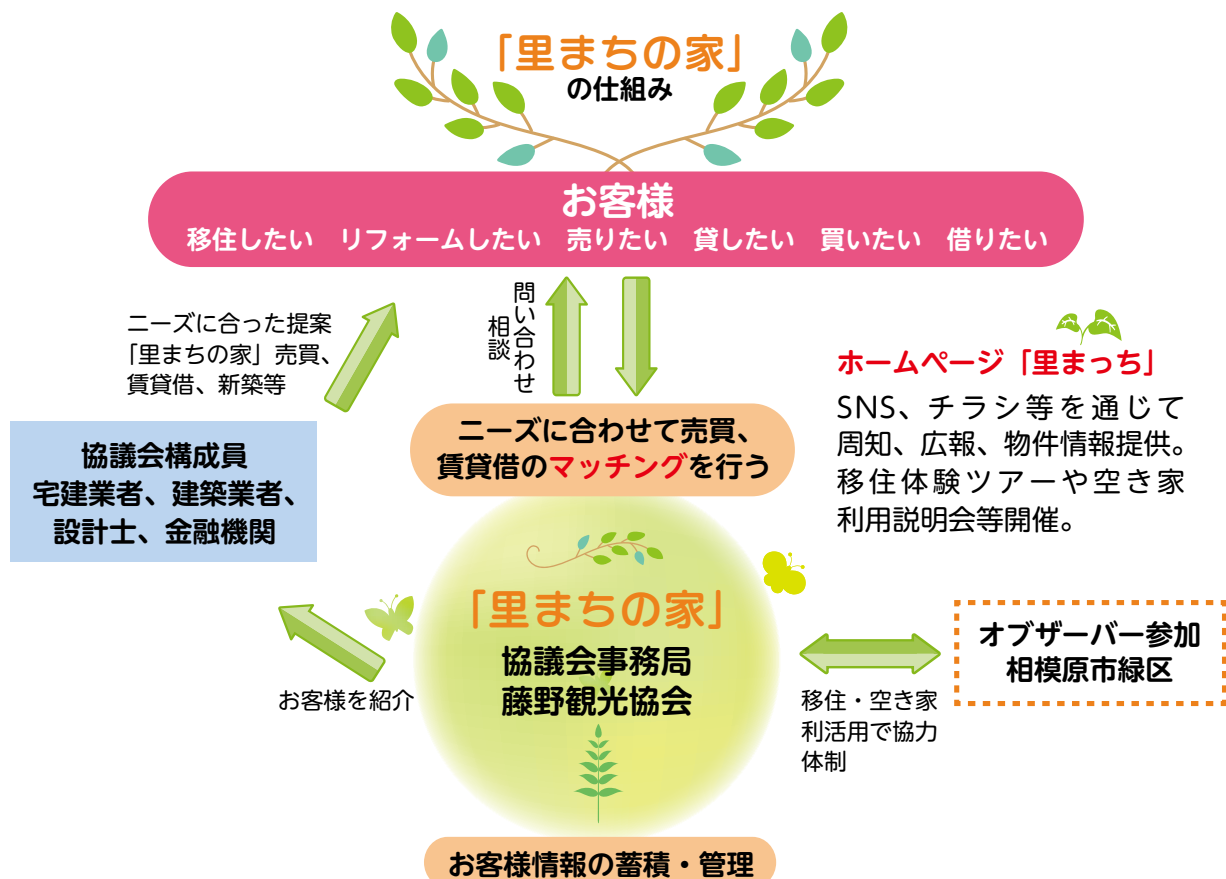 「里まちの家」
の仕組み
お客様
移住したい　リフォームしたい　売りたい　貸したい　買いたい　借りたい
ニーズに合った提案
「里まちの家」売買、
賃貸借、新築等
問い合わせ
相談
ホームページ「里まっち」
SNS、チラシ等を通じて
周知、広報、物件情報提供。
移住体験ツアーや空き家
利用説明会等開催。
ニーズに合わせて売買、
賃貸借のマッチングを行う
協議会構成員
宅建業者、建築業者、
設計士、金融機関
「里まちの家」
協議会事務局
藤野観光協会
お客様を紹介
オブザーバー参加
相模原市緑区
移住・空き家
利活用で協力
体制
お客様情報の蓄積・管理